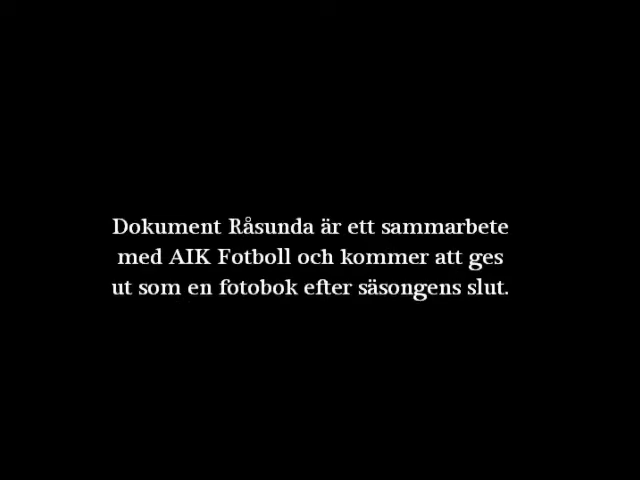 Dokument Råsunda är ett sammarbete
med AIK Fotboll och kommer att ges
ut som en fotobok efter säsongens slut.